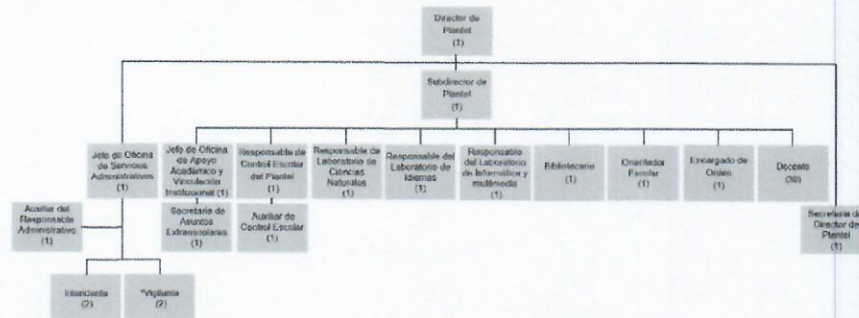 Director de
Plantel
(1)
Subdirector de
Plantel
(1)
Jefe de Oficina
de Servicios
Administrativos
(1)
Jefe de Oficina
de Apoyo
Académico y
Vinculación
Institucional (1)
Responsable de
Control Escolar
del Plantel
(1)
Responsable de
Laboratorio de
Ciencias
Naturales
(1)
Responsable del
Laboratorio de
Idiomas
(1)
Responsable
del Laboratorio
de Informática y
multimedia
(1)
Bibliotecario
(1)
Orientador
Escolar
(1)
Encargado de
Orden
(1)
Docente
Auxiliar del
Responsable
Administrativo
(1)
Secretaria de
Asuntos
Extraescolares
(1)
Auxiliar de
Control Escolar
(1)
Secretaria de
Director de
Plantel
(1)
Intendente
(2)
*Vigilante
(2)